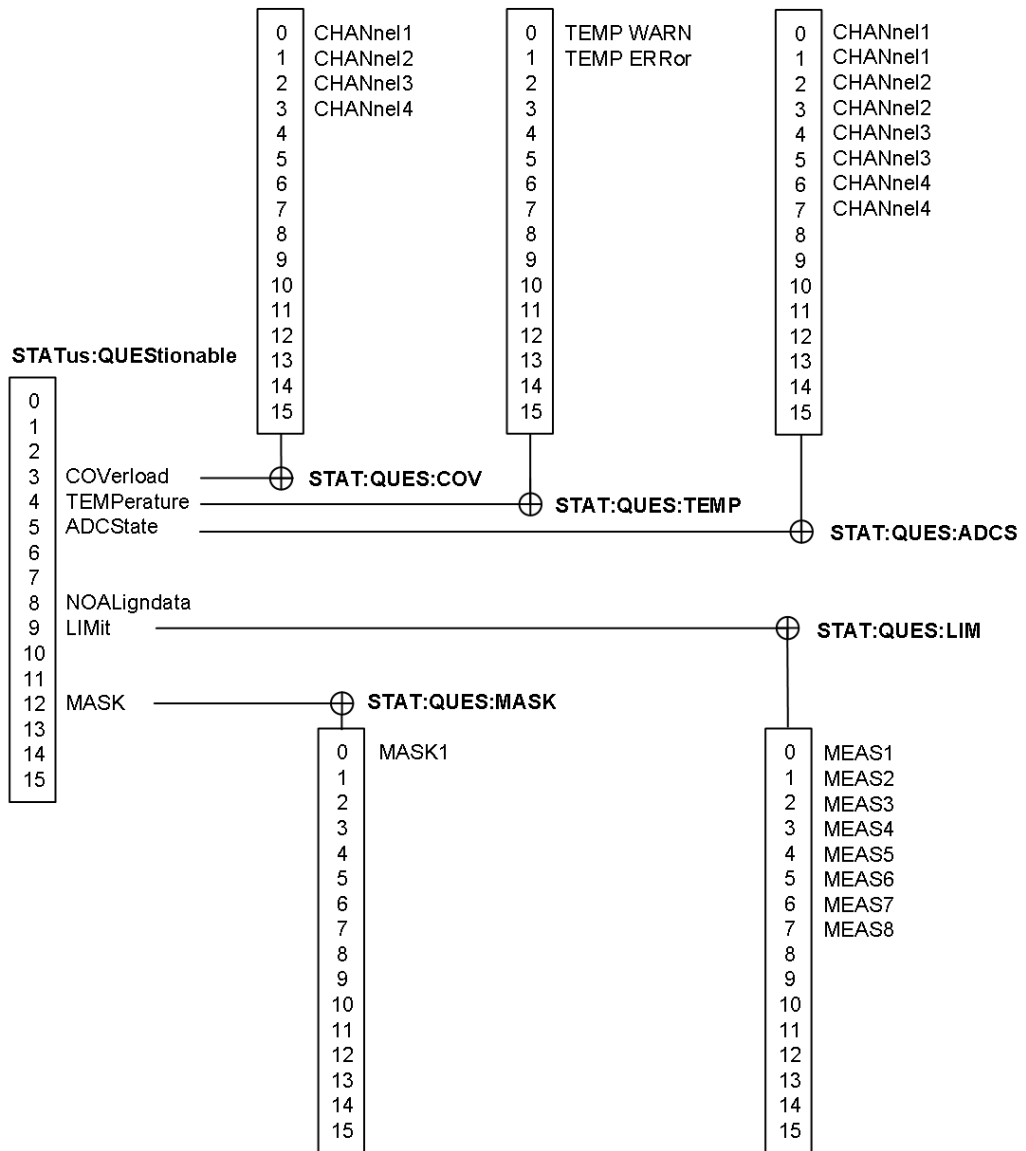 0 CHANnel1
1 CHANnel2
2 CHANnel3
3 CHANnel4
4
5
6
7
8
9
10
11
12
13
14
15
0 TEMP WARN
1 TEMP ERRor
2
3
4
5
6
7
8
9
10
11
12
13
14
15
0 CHANnel1
1 CHANnel1
2 CHANnel2
3 CHANnel2
4 CHANnel3
5 CHANnel3
6 CHANnel4
7 CHANnel4
8
9
10
11
12
13
14
15
STATus:QUEStionable
0
1
2
3 COVerload
4 TEMPerature
5 ADCState
6
7
8 NOALigndata
9 LIMit
10
11
12 MASK
13
14
15
STAT:QUES:COV
STAT:QUES:TEMP
STAT:QUES:ADCS
STAT:QUES:LIM
STAT:QUES:MASK
0 MASK1
1
2
3
4
5
6
7
8
9
10
11
12
13
14
15
0 MEAS1
1 MEAS2
2 MEAS3
3 MEAS4
4 MEAS5
5 MEAS6
6 MEAS7
7 MEAS8
8
9
10
11
12
13
14
15